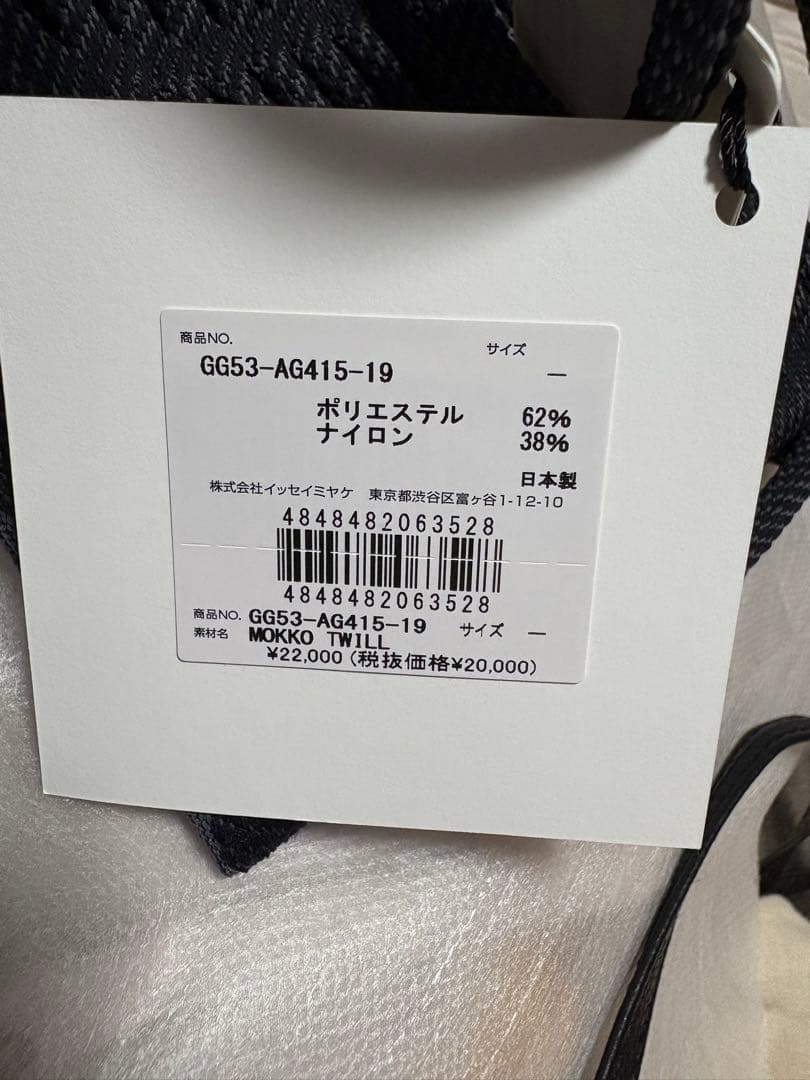 商品NO.
サイズ
GG53-AG415-19
—
ポリエステル 62%
ナイロン 38%
日本製
株式会社イッセイミヤケ 東京都渋谷区富ヶ谷1-12-10
4848482063528
4848482063528
商品NO. GG53-AG415-19 サイズ —
素材名 MOKKO TWILL
¥22,000(税抜価格¥20,000)